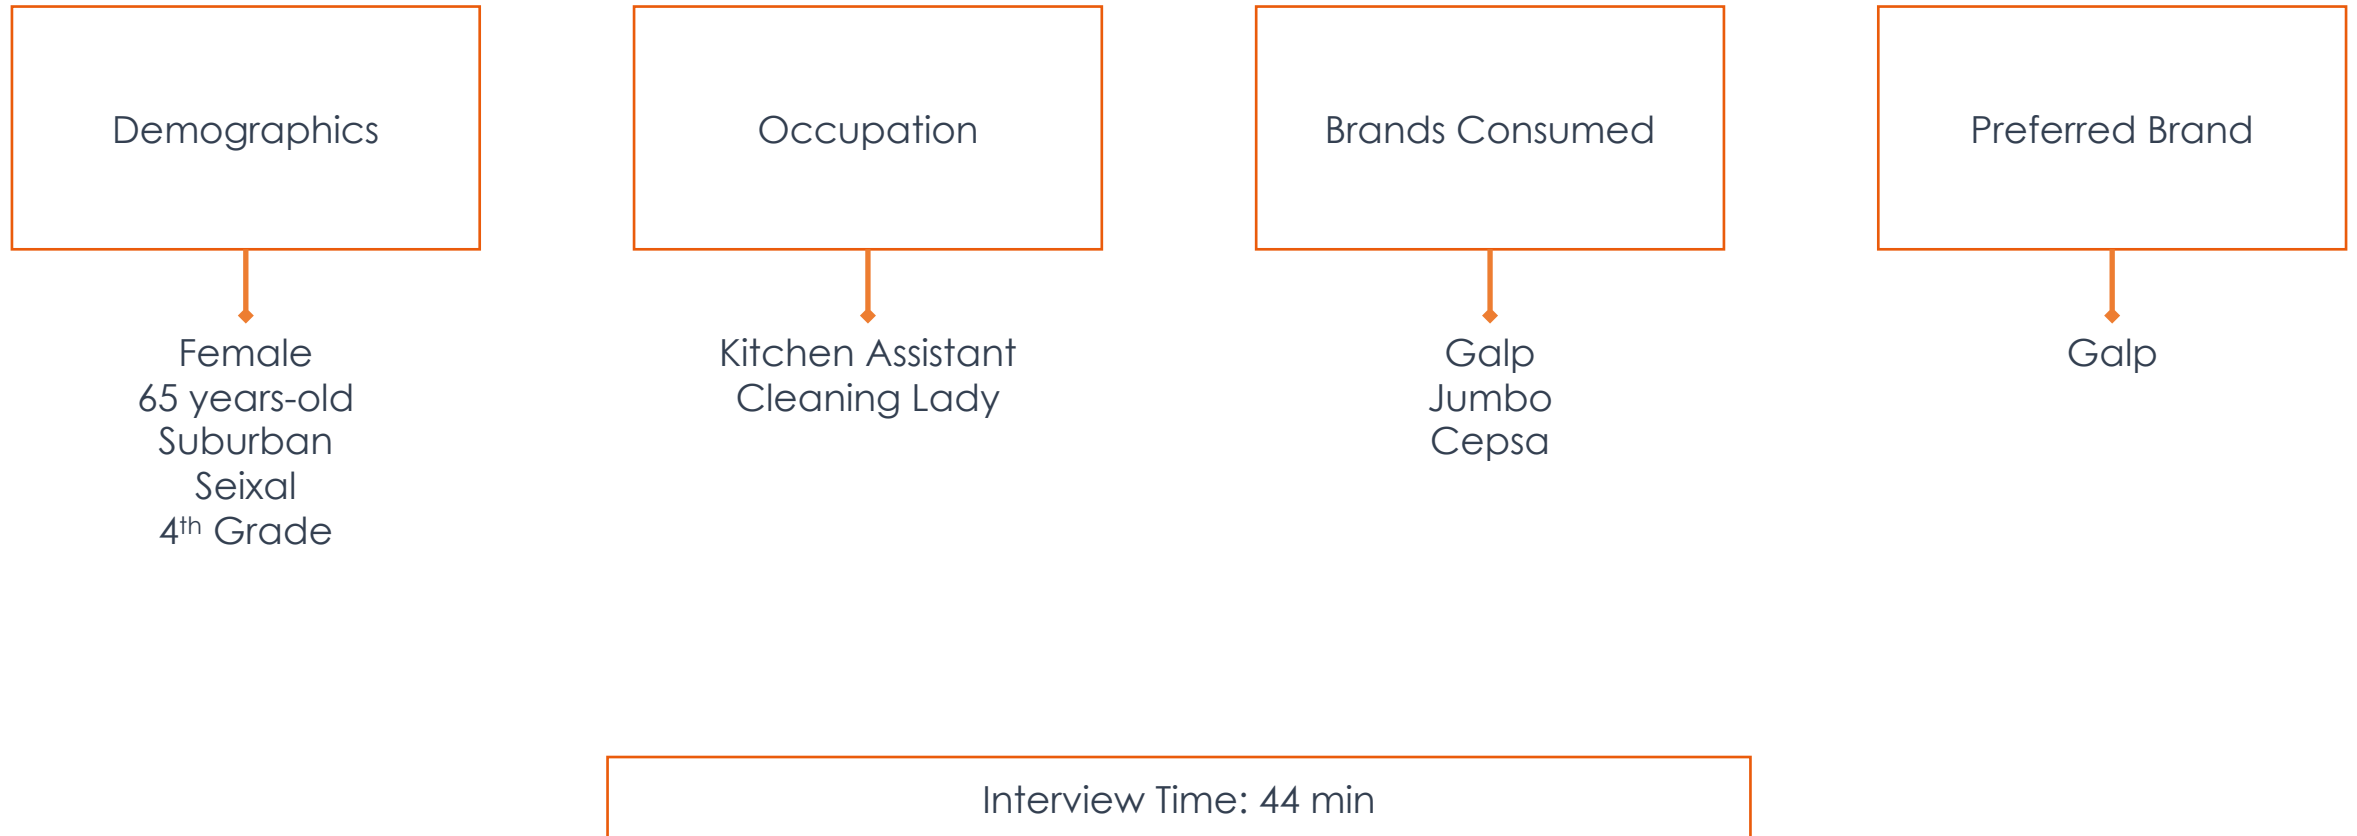 Demographics
Female
65 years-old
Suburban
Seixal
4th Grade
Occupation
Kitchen Assistant
Cleaning Lady
Brands Consumed
Galp
Jumbo
Cepsa
Preferred Brand
Galp
Interview Time: 44 min